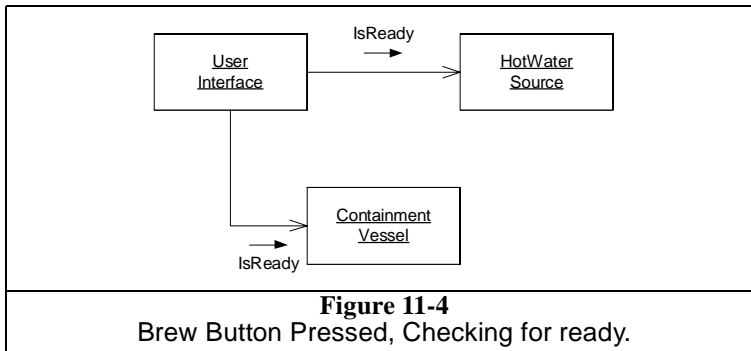 IsReady
User
Interface
HotWater
Source
Containment
Vessel
IsReady
Figure 11-4
Brew Button Pressed, Checking for ready.